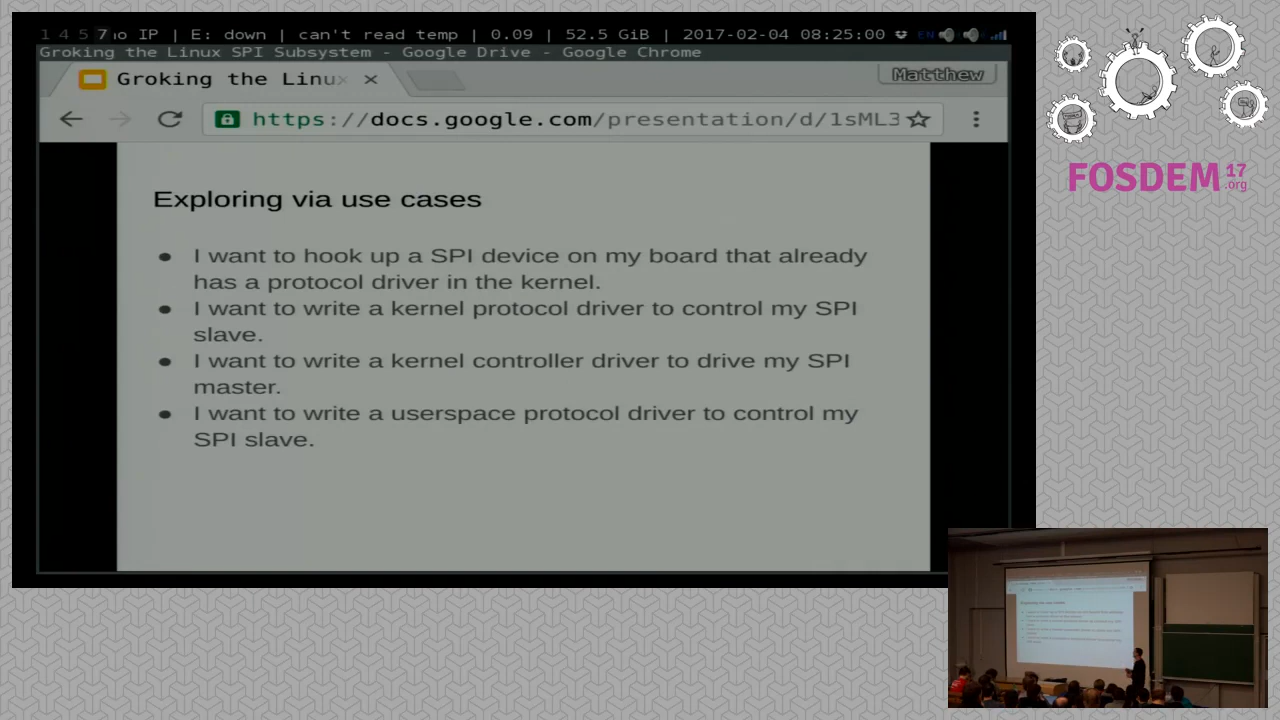 1 4 5 7 no IP | E: down | can't read temp | 0.09 | 52.5 GiB | 2017-02-04 08:25:00 EN
Groking the Linux SPI Subsystem - Google Drive - Google Chrome
Groking the Linux
Matthew
https://docs.google.com/presentation/d/1sML3
Exploring via use cases
● I want to hook up a SPI device on my board that already
has a protocol driver in the kernel.
● I want to write a kernel protocol driver to control my SPI
slave.
● I want to write a kernel controller driver to drive my SPI
master.
● I want to write a userspace protocol driver to control my
SPI slave.
FOSDEM 17
.org